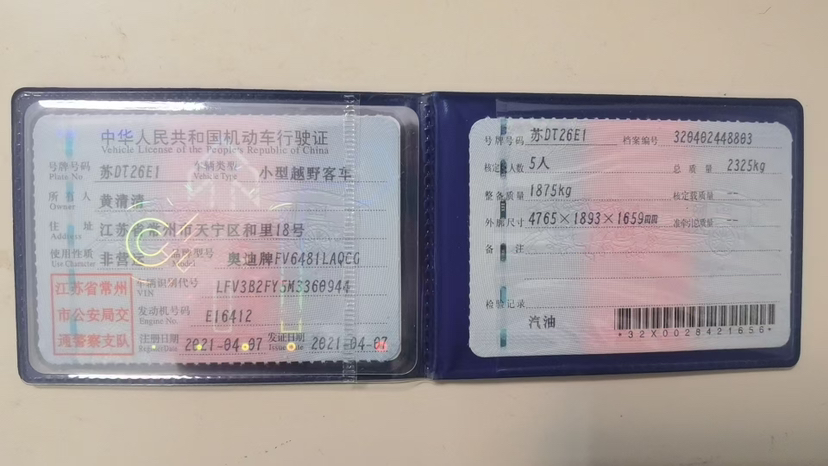 中华人民共和国机动车行驶证
Vehicle License of the People's Republic of China
号牌号码 苏DT26E1 车辆类型 小型越野客车
Plate No. Vehicle Type
所有人 黄清清
Owner
住址 江苏省常州市天宁区和里18号
Address
使用性质 非营运 品牌型号 奥迪牌FV6481LAQCG
Use Character Model
江苏省常州
市公安局交
通警察支队
车辆识别代号 LFV3B2FY5M3360944
VIN
发动机号码 E16412
Engine No.
注册日期 2021-04-07 发证日期 2021-04-07
Register Date Issue Date
号牌号码 苏DT26E1 档案编号 320402448803
核定载人数 5人 总质量 2325kg
整备质量 1875kg 核定载质量 --
外廓尺寸 4765×1893×1659mm 准牵引总质量 --
备注
检验记录
汽油
*32X0028421656*